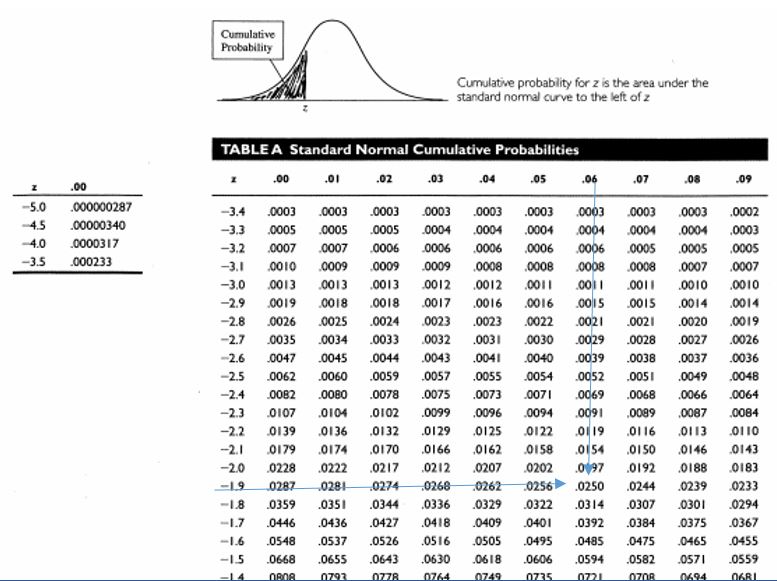 Cumulative
Probability
z
Cumulative probability for z is the area under the
standard normal curve to the left of z
z .00
−5.0 .000000287
−4.5 .00000340
−4.0 .0000317
−3.5 .000233
TABLE A Standard Normal Cumulative Probabilities
z .00 .01 .02 .03 .04 .05 .06 .07 .08 .09
−3.4 .0003 .0003 .0003 .0003 .0003 .0003 .0003 .0003 .0003 .0002
−3.3 .0005 .0005 .0005 .0004 .0004 .0004 .0004 .0004 .0004 .0003
−3.2 .0007 .0007 .0006 .0006 .0006 .0006 .0006 .0005 .0005 .0005
−3.1 .0010 .0009 .0009 .0009 .0008 .0008 .0008 .0008 .0007 .0007
−3.0 .0013 .0013 .0013 .0012 .0012 .0011 .0011 .0011 .0010 .0010
−2.9 .0019 .0018 .0018 .0017 .0016 .0016 .0015 .0015 .0014 .0014
−2.8 .0026 .0025 .0024 .0023 .0023 .0022 .0021 .0021 .0020 .0019
−2.7 .0035 .0034 .0033 .0032 .0031 .0030 .0029 .0028 .0027 .0026
−2.6 .0047 .0045 .0044 .0043 .0041 .0040 .0039 .0038 .0037 .0036
−2.5 .0062 .0060 .0059 .0057 .0055 .0054 .0052 .0051 .0049 .0048
−2.4 .0082 .0080 .0078 .0075 .0073 .0071 .0069 .0068 .0066 .0064
−2.3 .0107 .0104 .0102 .0099 .0096 .0094 .0091 .0089 .0087 .0084
−2.2 .0139 .0136 .0132 .0129 .0125 .0122 .0119 .0116 .0113 .0110
−2.1 .0179 .0174 .0170 .0166 .0162 .0158 .0154 .0150 .0146 .0143
−2.0 .0228 .0222 .0217 .0212 .0207 .0202 .0197 .0192 .0188 .0183
−1.9 .0287 .0281 .0274 .0268 .0262 .0256 .0250 .0244 .0239 .0233
−1.8 .0359 .0351 .0344 .0336 .0329 .0322 .0314 .0307 .0301 .0294
−1.7 .0446 .0436 .0427 .0418 .0409 .0401 .0392 .0384 .0375 .0367
−1.6 .0548 .0537 .0526 .0516 .0505 .0495 .0485 .0475 .0465 .0455
−1.5 .0668 .0655 .0643 .0630 .0618 .0606 .0594 .0582 .0571 .0559
−1.4 .0808 .0793 .0778 .0764 .0749 .0735 .0721 .0708 .0694 .0681